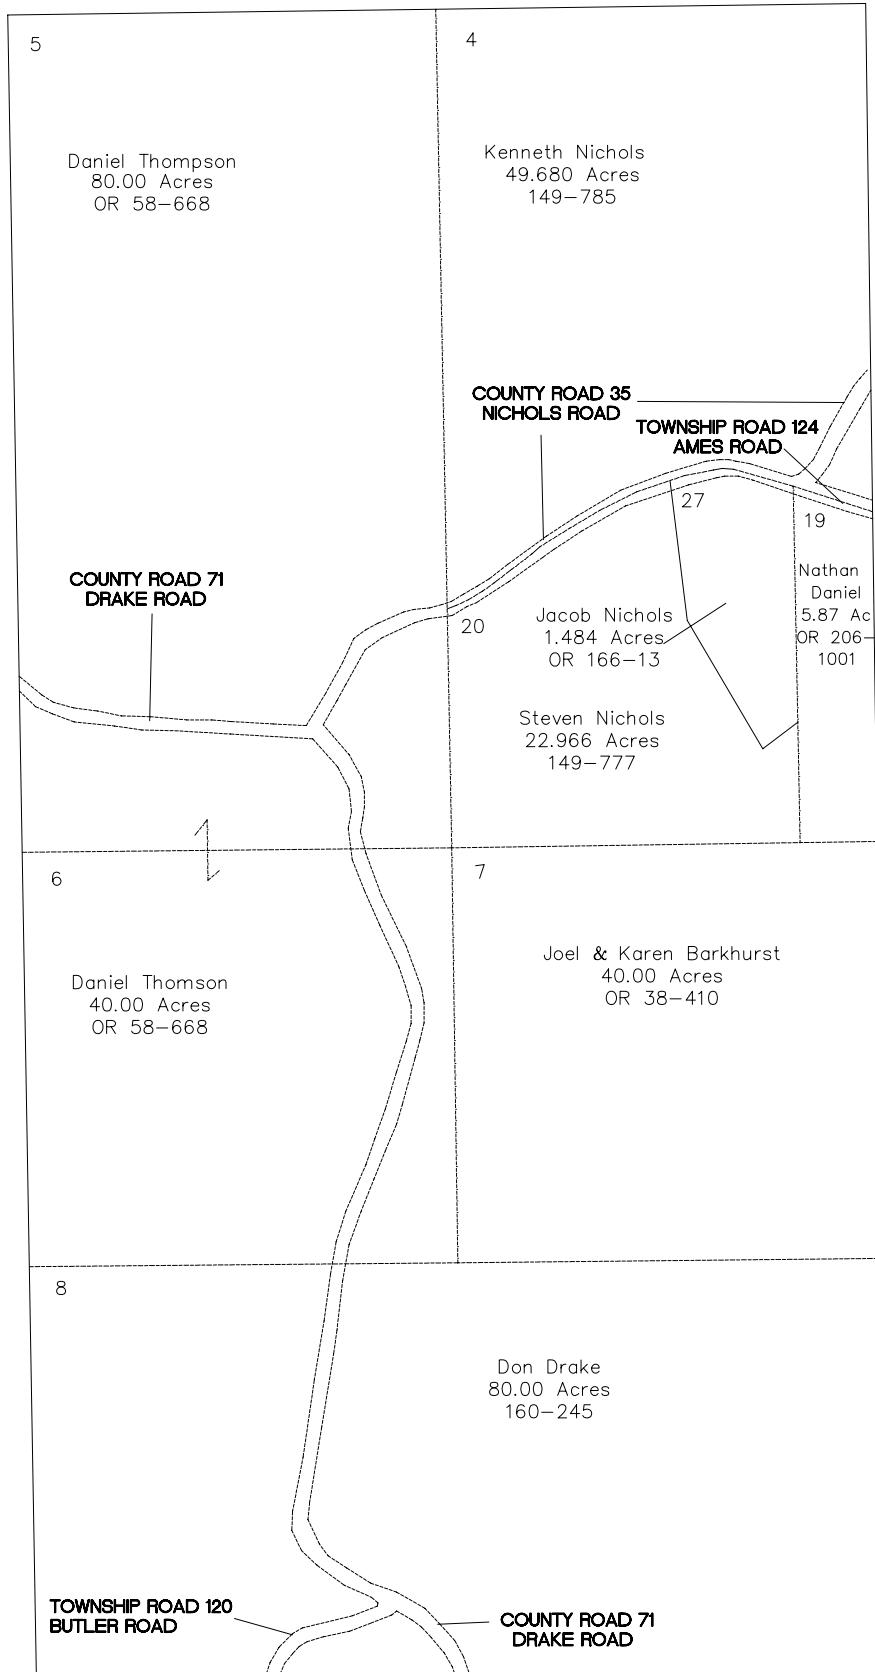 5
4
Daniel Thompson
80.00 Acres
OR 58-668
Kenneth Nichols
49.680 Acres
149-785
COUNTY ROAD 35
NICHOLS ROAD
TOWNSHIP ROAD 124
AMES ROAD
27
19
COUNTY ROAD 71
DRAKE ROAD
20
Jacob Nichols
1.484 Acres
OR 166-13
Nathan
Daniel
5.87 Ac
OR 206-
1001
Steven Nichols
22.966 Acres
149-777
6
7
Daniel Thomson
40.00 Acres
OR 58-668
Joel & Karen Barkhurst
40.00 Acres
OR 38-410
8
Don Drake
80.00 Acres
160-245
TOWNSHIP ROAD 120
BUTLER ROAD
COUNTY ROAD 71
DRAKE ROAD